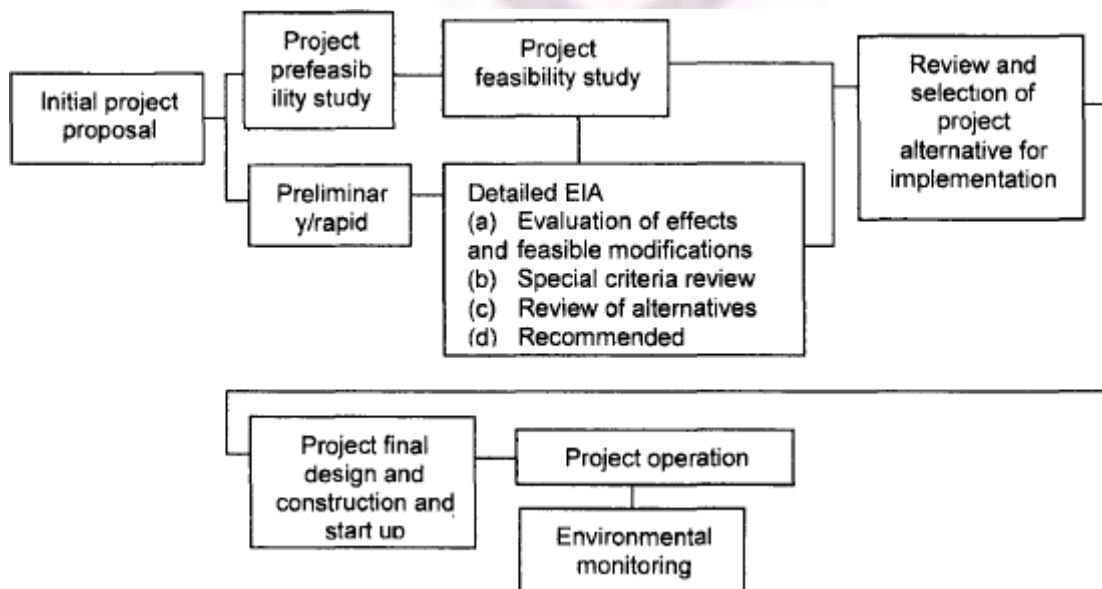 Initial project
proposal
Project
prefeasib
ility study
Preliminar
y/rapid
Project
feasibility study
Detailed EIA
(a) Evaluation of effects
and feasible modifications
(b) Special criteria review
(c) Review of alternatives
(d) Recommended
Review and
selection of
project
alternative for
implementation
Project final
design and
construction and
start up
Project operation
Environmental
monitoring